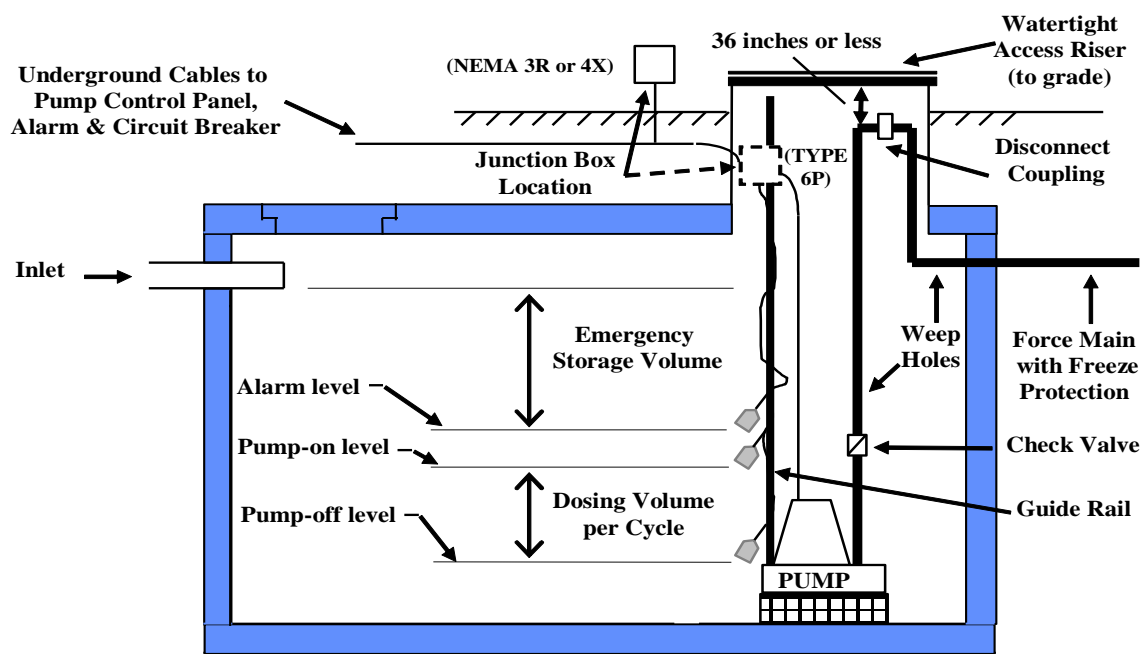 Watertight
Access Riser
(to grade)
36 inches or less
(NEMA 3R or 4X)
Underground Cables to
Pump Control Panel,
Alarm & Circuit Breaker
Junction Box
Location
(TYPE
6P)
Disconnect
Coupling
Inlet
Emergency
Storage Volume
Weep
Holes
Force Main
with Freeze
Protection
Alarm level
Pump-on level
Check Valve
Dosing Volume
per Cycle
Pump-off level
Guide Rail
PUMP